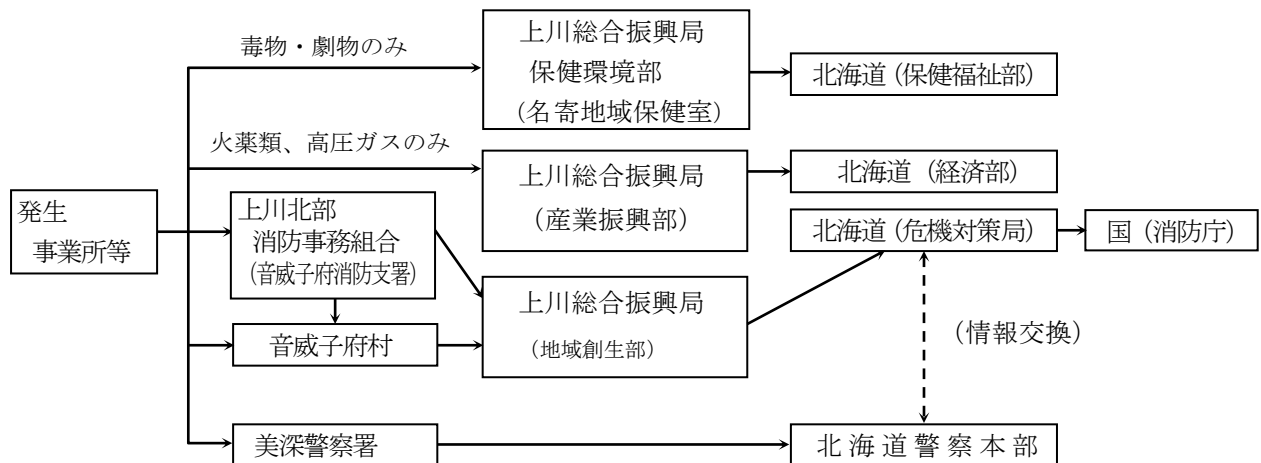 毒物・劇物のみ
上川総合振興局
保健環境部
（名寄地域保健室）
北海道（保健福祉部）
火薬類、高圧ガスのみ
上川総合振興局
（産業振興部）
北海道（経済部）
発生
事業所等
上川北部
消防事務組合
（音威子府消防支署）
北海道（危機対策局）
国（消防庁）
上川総合振興局
（地域創生部）
音威子府村
（情報交換）
美深警察署
北海道警察本部